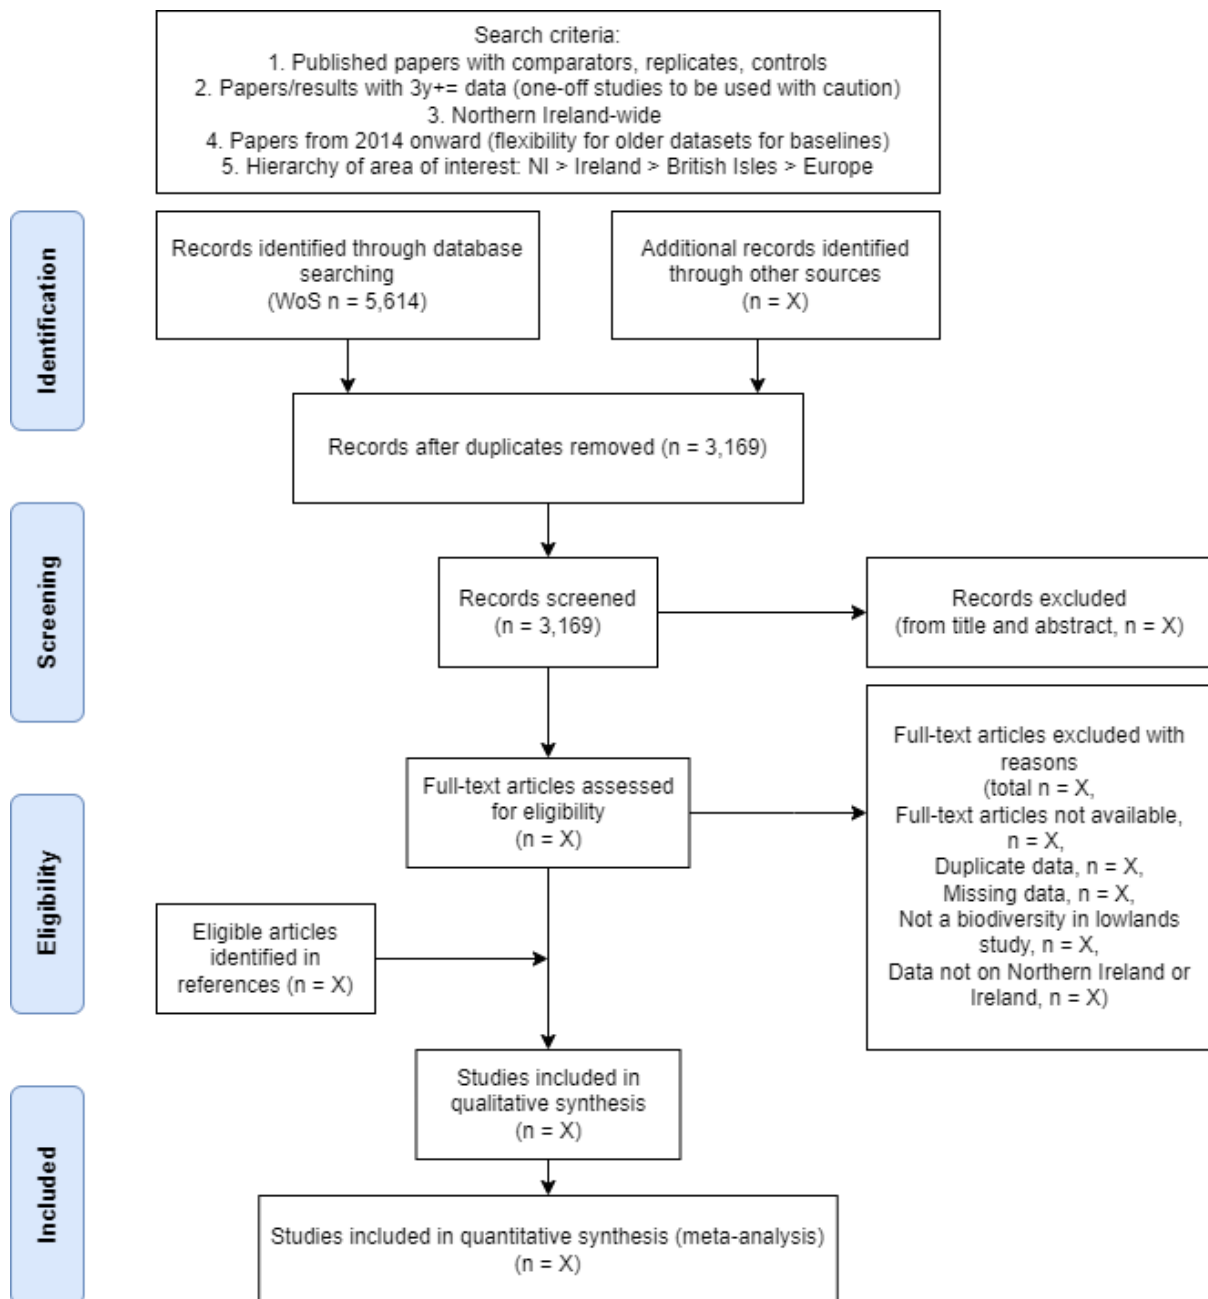 Search criteria:
1. Published papers with comparators, replicates, controls
2. Papers/results with 3y+= data (one-off studies to be used with caution)
3. Northern Ireland-wide
4. Papers from 2014 onward (flexibility for older datasets for baselines)
5. Hierarchy of area of interest: NI > Ireland > British Isles > Europe
Identification
Records identified through database
searching
(WoS n = 5,614)
Additional records identified
through other sources
(n = X)
Records after duplicates removed (n = 3,169)
Screening
Records screened
(n = 3,169)
Records excluded
(from title and abstract, n = X)
Eligibility
Full-text articles assessed
for eligibility
(n = X)
Full-text articles excluded with
reasons
(total n = X,
Full-text articles not available,
n = X,
Duplicate data, n = X,
Missing data, n = X,
Not a biodiversity in lowlands
study, n = X,
Data not on Northern Ireland or
Ireland, n = X)
Eligible articles
identified in
references (n = X)
Included
Studies included in
qualitative synthesis
(n = X)
Studies included in quantitative synthesis (meta-analysis)
(n = X)